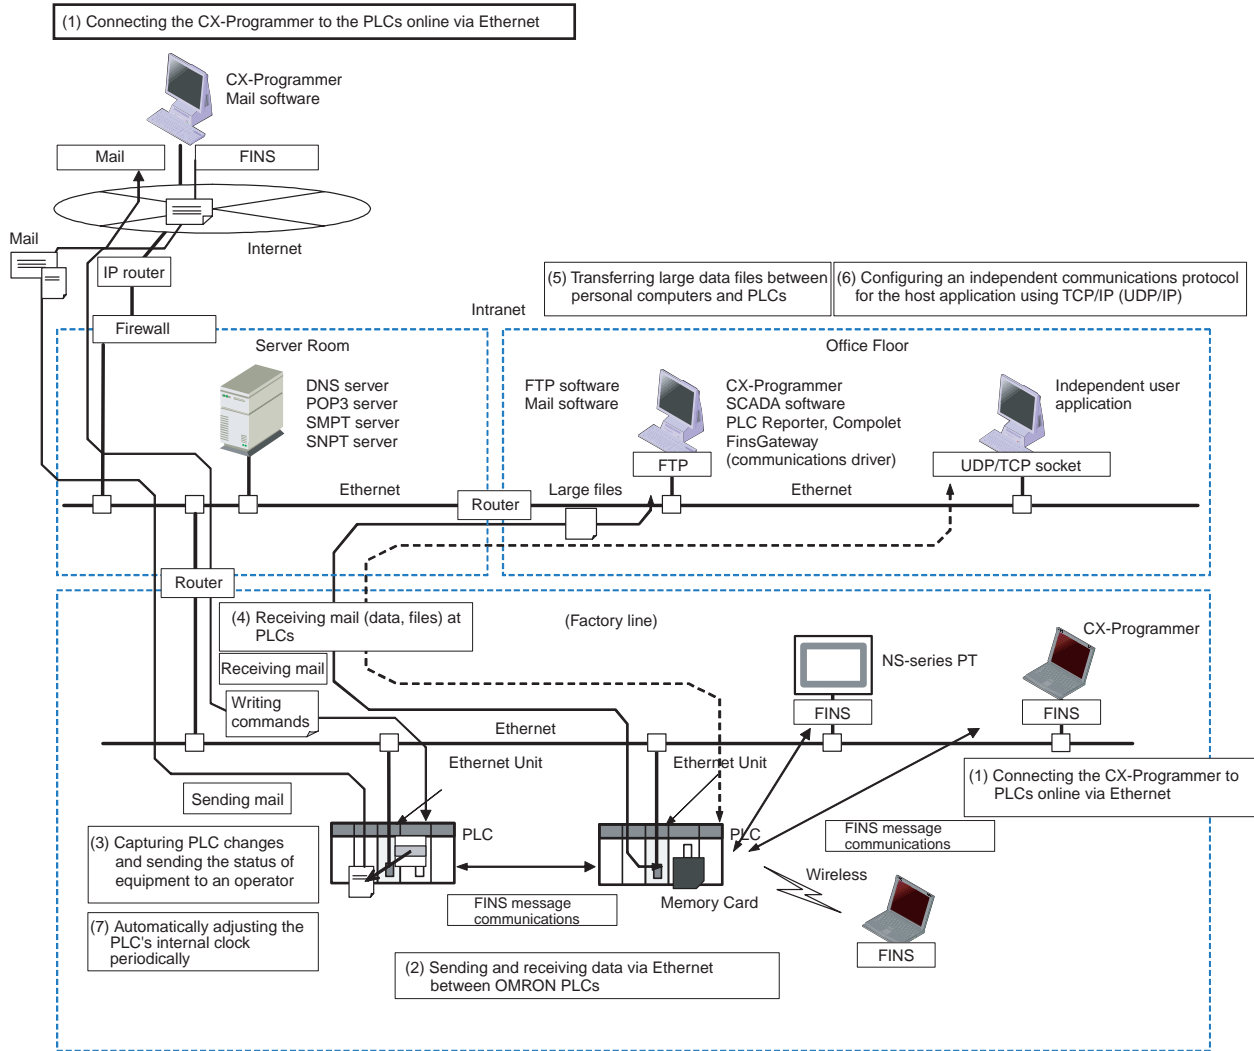 (1) Connecting the CX-Programmer to the PLCs online via Ethernet
CX-Programmer
Mail software
Mail
FINS
Mail
Internet
IP router
(5) Transferring large data files between
personal computers and PLCs
(6) Configuring an independent communications protocol
for the host application using TCP/IP (UDP/IP)
Intranet
Firewall
Server Room
Office Floor
DNS server
POP3 server
SMPT server
SNPT server
FTP software
Mail software
CX-Programmer
SCADA software
PLC Reporter, Compolet
FinsGateway
(communications driver)
Independent user
application
FTP
UDP/TCP socket
Ethernet
Router
Large files
Ethernet
Router
(4) Receiving mail (data, files) at
PLCs
(Factory line)
CX-Programmer
NS-series PT
Receiving mail
Writing
commands
FINS
FINS
Ethernet
Ethernet Unit
Ethernet Unit
(1) Connecting the CX-Programmer to
PLCs online via Ethernet
Sending mail
PLC
PLC
(3) Capturing PLC changes
and sending the status of
equipment to an operator
FINS message
communications
Wireless
FINS message
communications
Memory Card
(7) Automatically adjusting the
PLC's internal clock
periodically
FINS
(2) Sending and receiving data via Ethernet
between OMRON PLCs